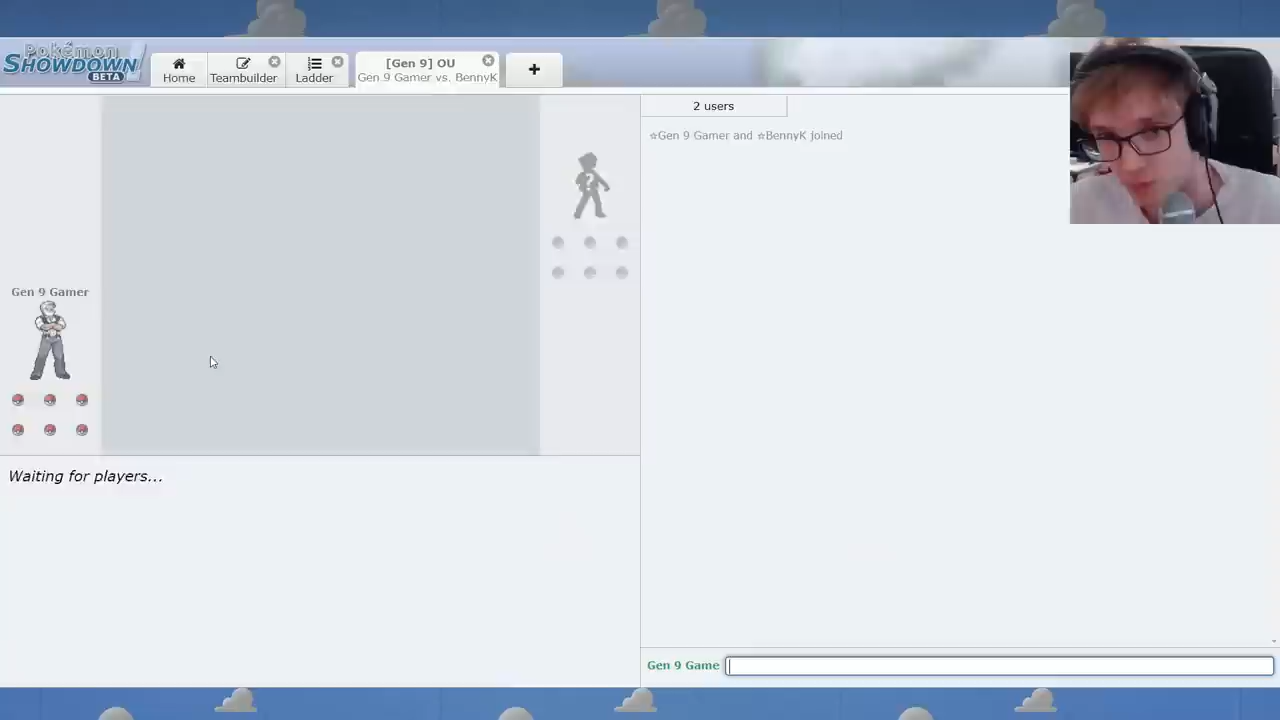 Pokémon
SHOWDOWN!
BETA
Home
Teambuilder
Ladder
[Gen 9] OU
Gen 9 Gamer vs. BennyK
+
2 users
☆Gen 9 Gamer and ☆BennyK joined
Gen 9 Gamer
Waiting for players...
Gen 9 Game